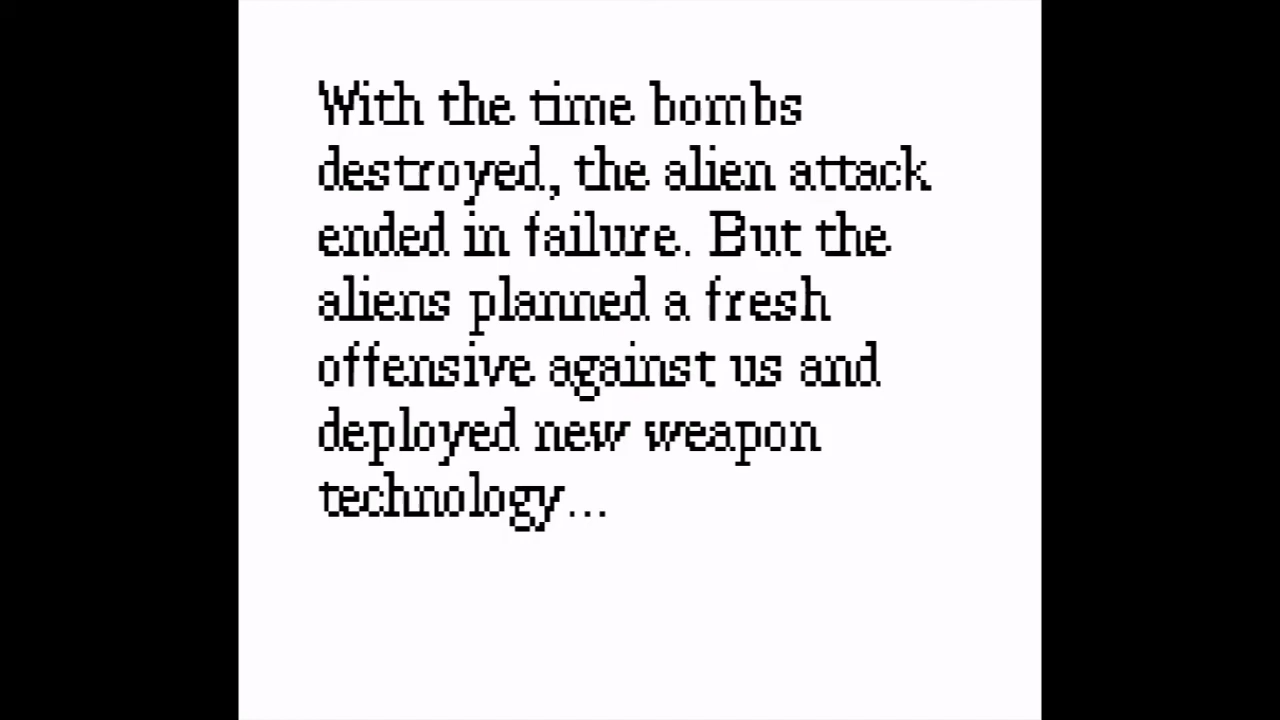 With the time bombs
destroyed, the alien attack
ended in failure. But the
aliens planned a fresh
offensive against us and
deployed new weapon
technology...